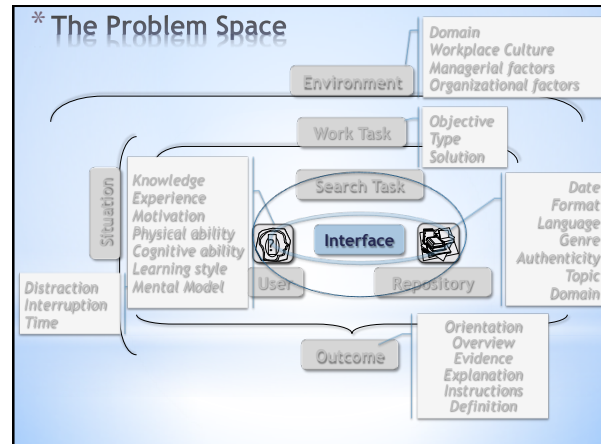 * The Problem Space
Domain
Workplace Culture
Managerial factors
Organizational factors
Environment
Work Task
Objective
Type
Solution
Search Task
Situation
Knowledge
Experience
Motivation
Physical ability
Cognitive ability
Learning style
Mental Model
Interface
User
Repository
Date
Format
Language
Genre
Authenticity
Topic
Domain
Distraction
Interruption
Time
Outcome
Orientation
Overview
Evidence
Explanation
Instructions
Definition